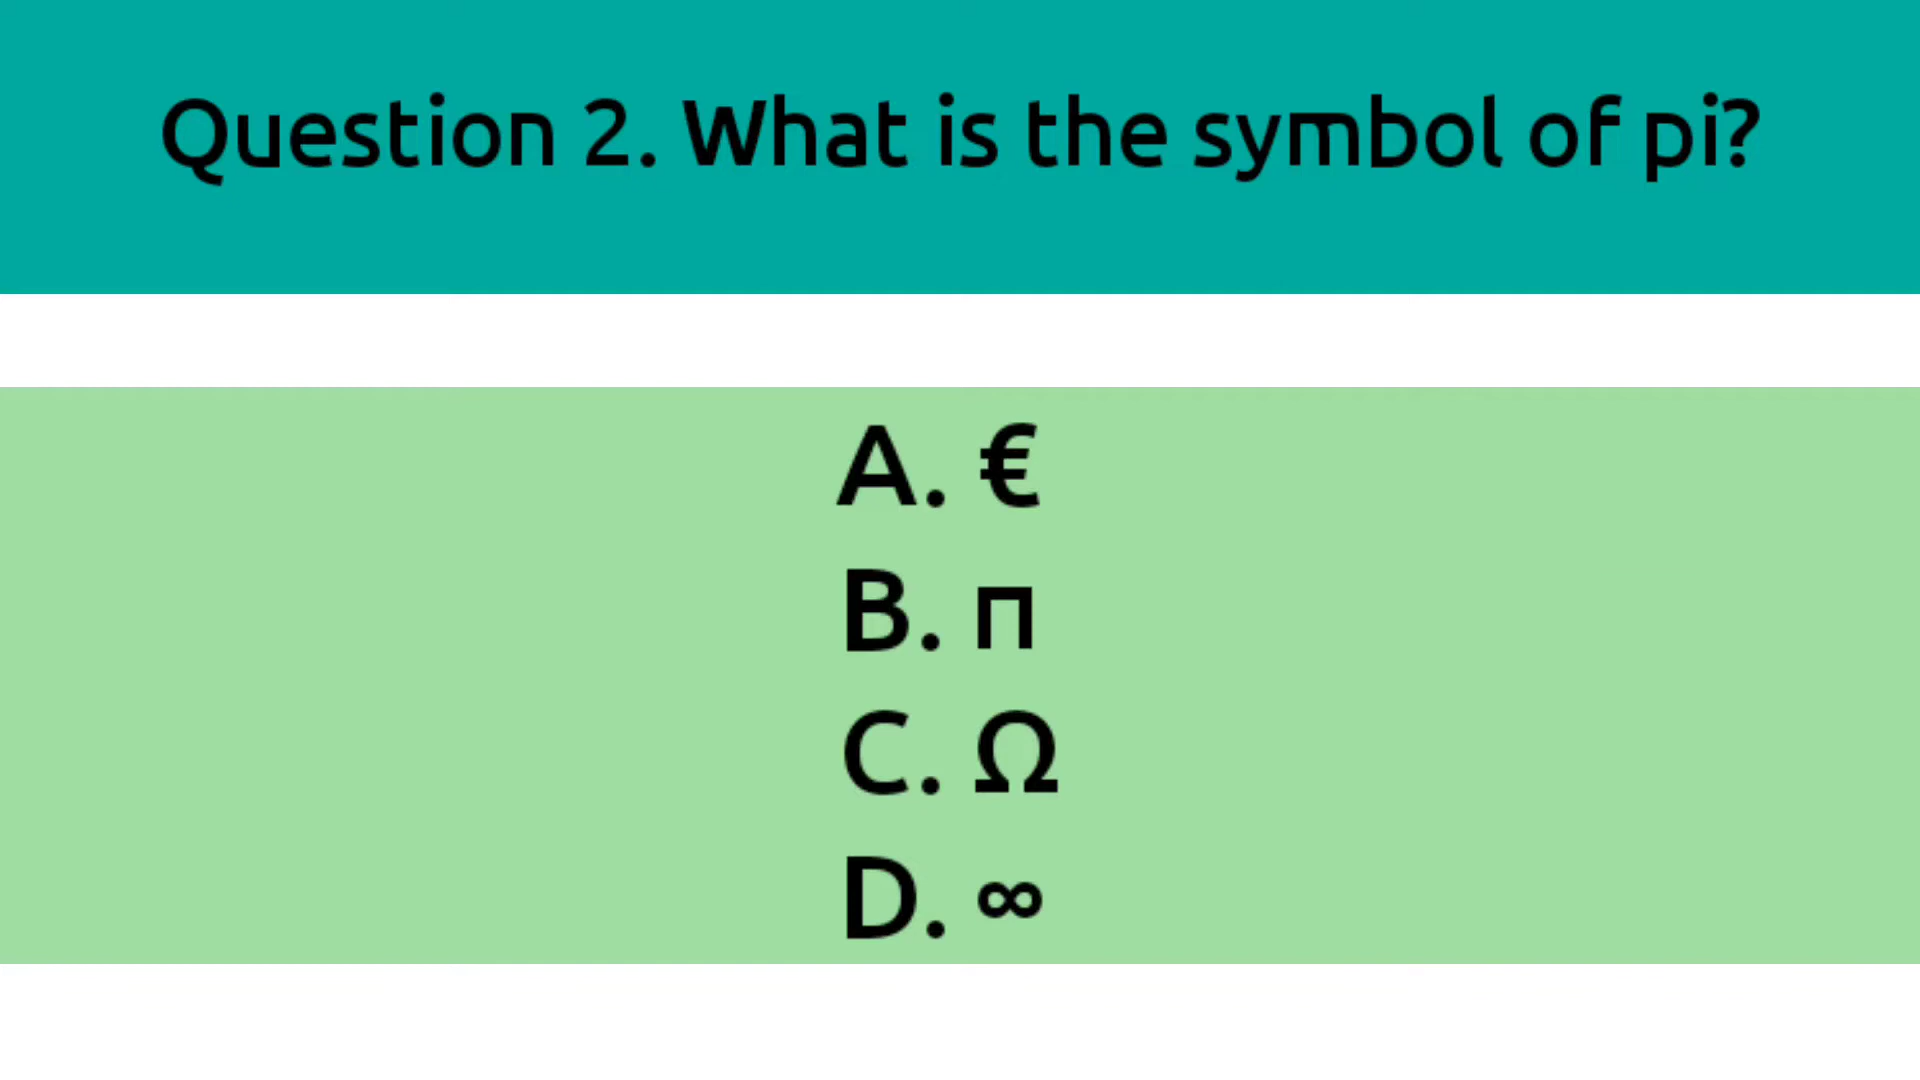 Question 2. What is the symbol of pi?
A. €
B. п
C. Ω
D. ∞